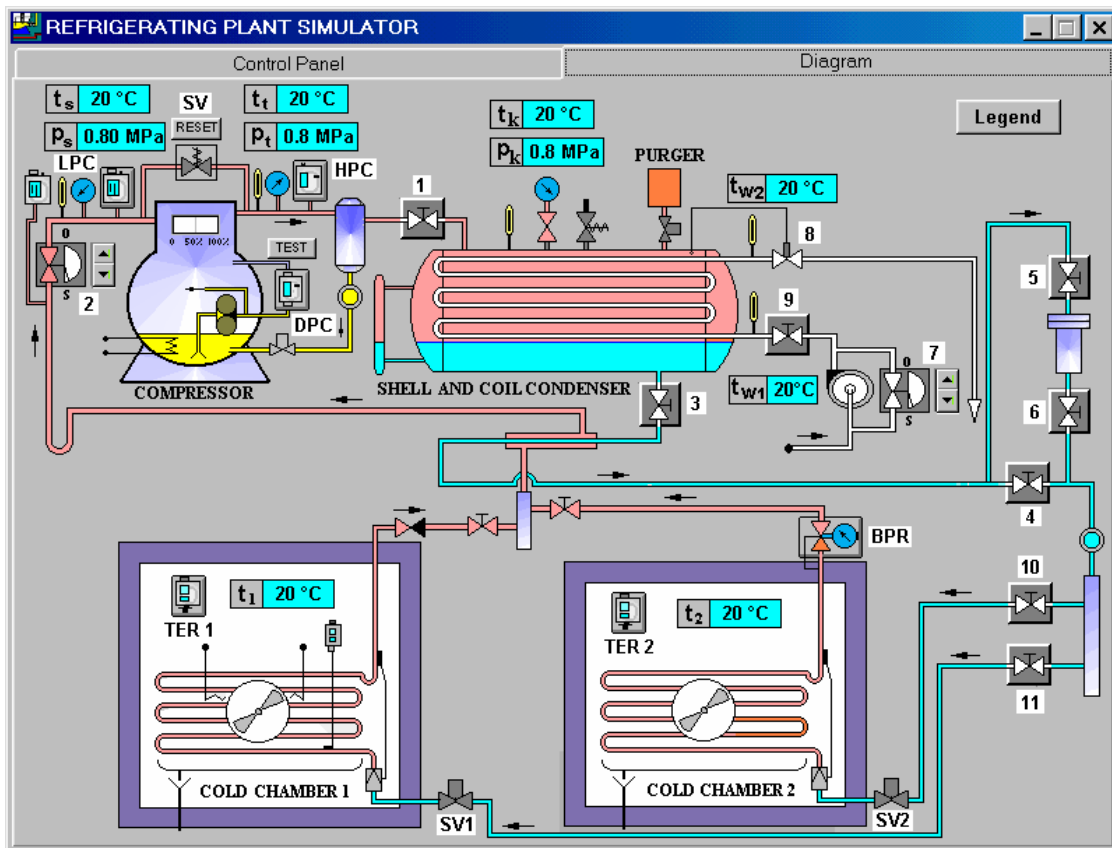 REFRIGERATING PLANT SIMULATOR
Control Panel
Diagram
ts 20 °C
SV
tt 20 °C
tk 20 °C
Legend
RESET
ps 0.80 MPa
pt 0.8 MPa
pk 0.8 MPa
PURGER
LPC
HPC
1
tw2 20 °C
8
0 50% 100%
TEST
O
2
S
DPC
5
9
7
O
COMPRESSOR
SHELL AND COIL CONDENSER
tw1 20°C
3
S
6
4
BPR
10
t1 20 °C
t2 20 °C
TER 1
TER 2
11
COLD CHAMBER 1
COLD CHAMBER 2
SV1
SV2